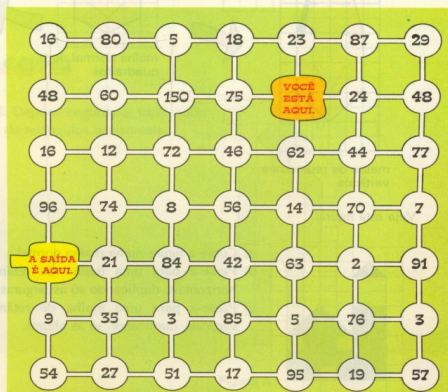 16 80 5 18 23 87 29
48 60 150 75 VOCÊ ESTÁ AQUI. 24 48
16 12 72 46 62 44 77
96 74 8 56 14 70 7
A SAÍDA É AQUI. 21 84 42 63 2 91
9 35 3 85 15 76 3
54 27 51 17 95 19 57